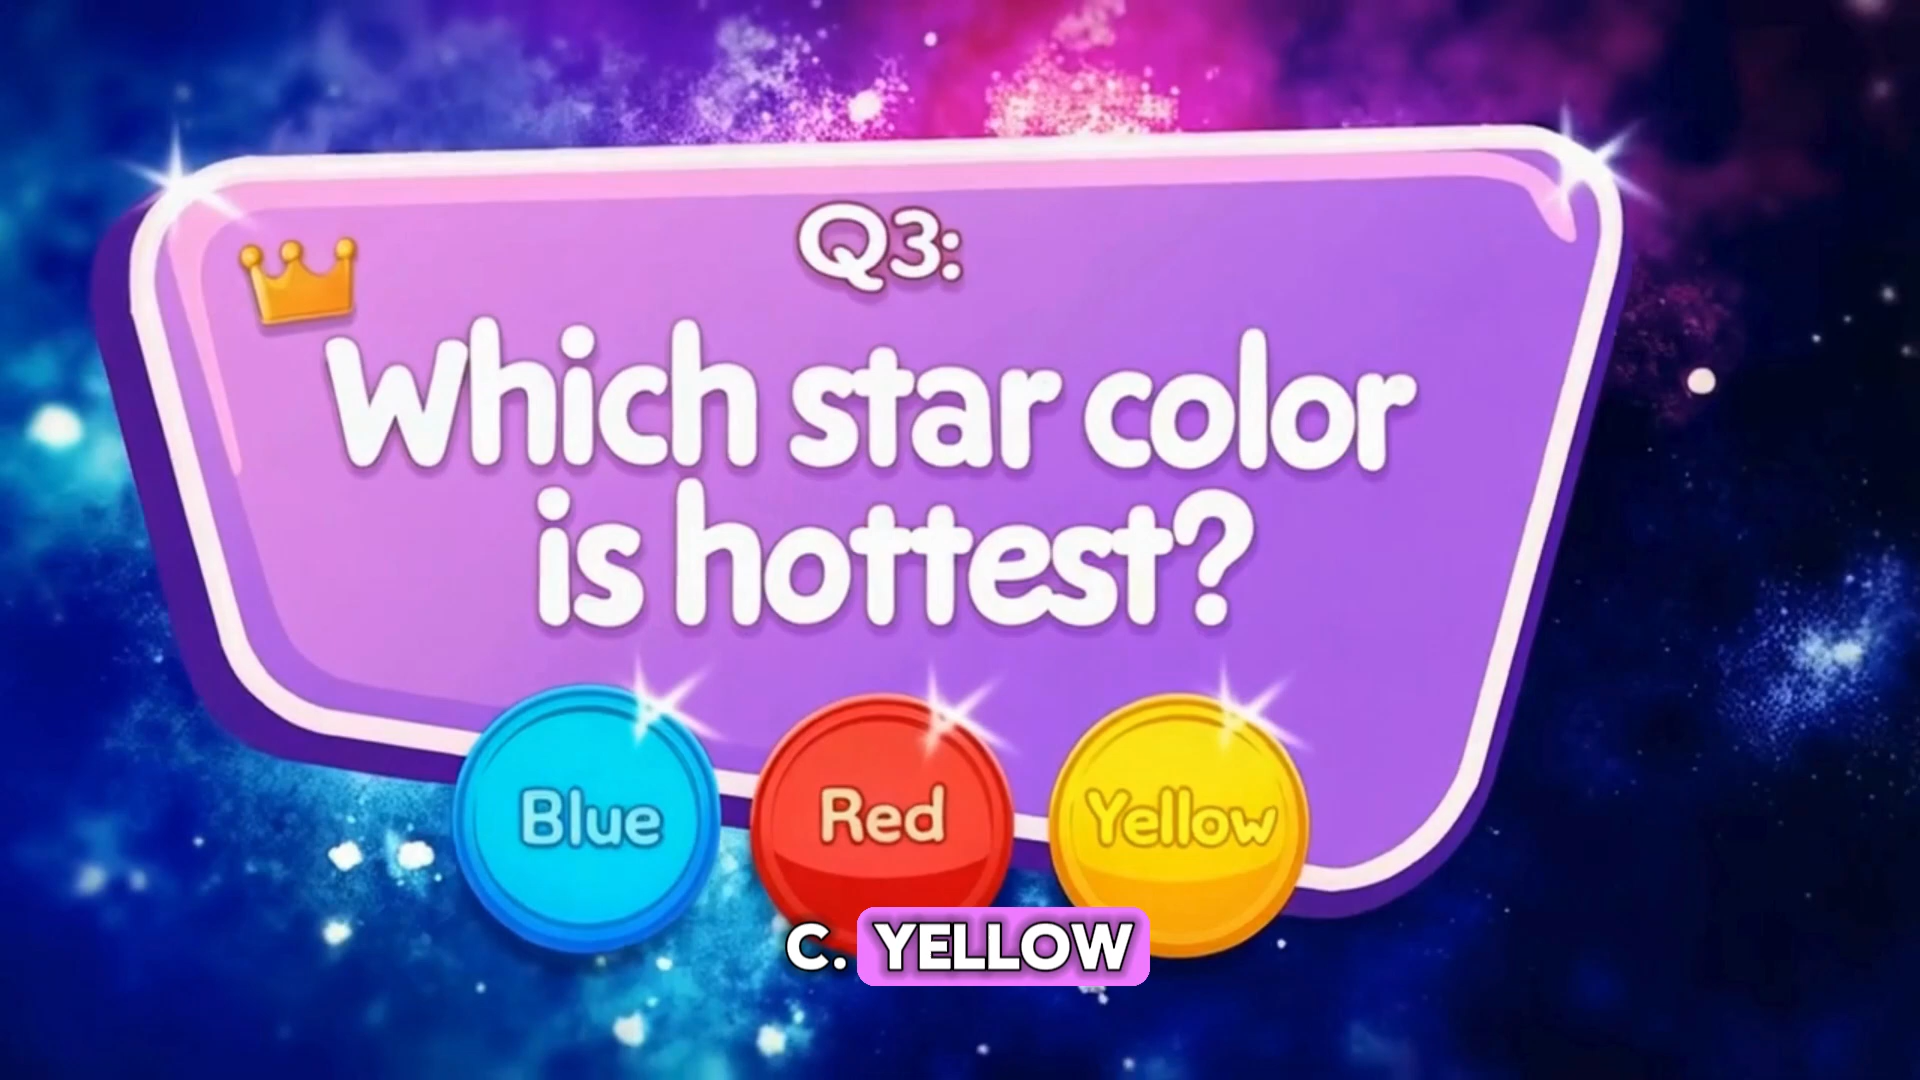 Q3:
Which star color
is hottest?
Blue
Red
Yellow
C. YELLOW